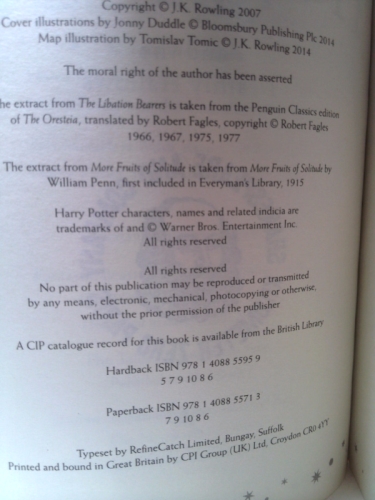 Copyright © J.K. Rowling 2007
Cover illustrations by Jonny Duddle © Bloomsbury Publishing Plc 2014
Map illustration by Tomislav Tomic © J.K. Rowling 2014
The moral right of the author has been asserted
he extract from The Libation Bearers is taken from the Penguin Classics edition
of The Oresteia, translated by Robert Fagles, copyright © Robert Fagles
1966, 1967, 1975, 1977
The extract from More Fruits of Solitude is taken from More Fruits of Solitude by
William Penn, first included in Everyman's Library, 1915
Harry Potter characters, names and related indicia are
trademarks of and © Warner Bros. Entertainment Inc.
All rights reserved
All rights reserved
No part of this publication may be reproduced or transmitted
by any means, electronic, mechanical, photocopying or otherwise,
without the prior permission of the publisher
A CIP catalogue record for this book is available from the British Library
Hardback ISBN 978 1 4088 5595 9
5 7 9 10 8 6
Paperback ISBN 978 1 4088 5571 3
7 9 10 8 6
Typeset by RefineCatch Limited, Bungay, Suffolk
Printed and bound in Great Britain by CPI Group (UK) Ltd, Croydon CR0 4YY